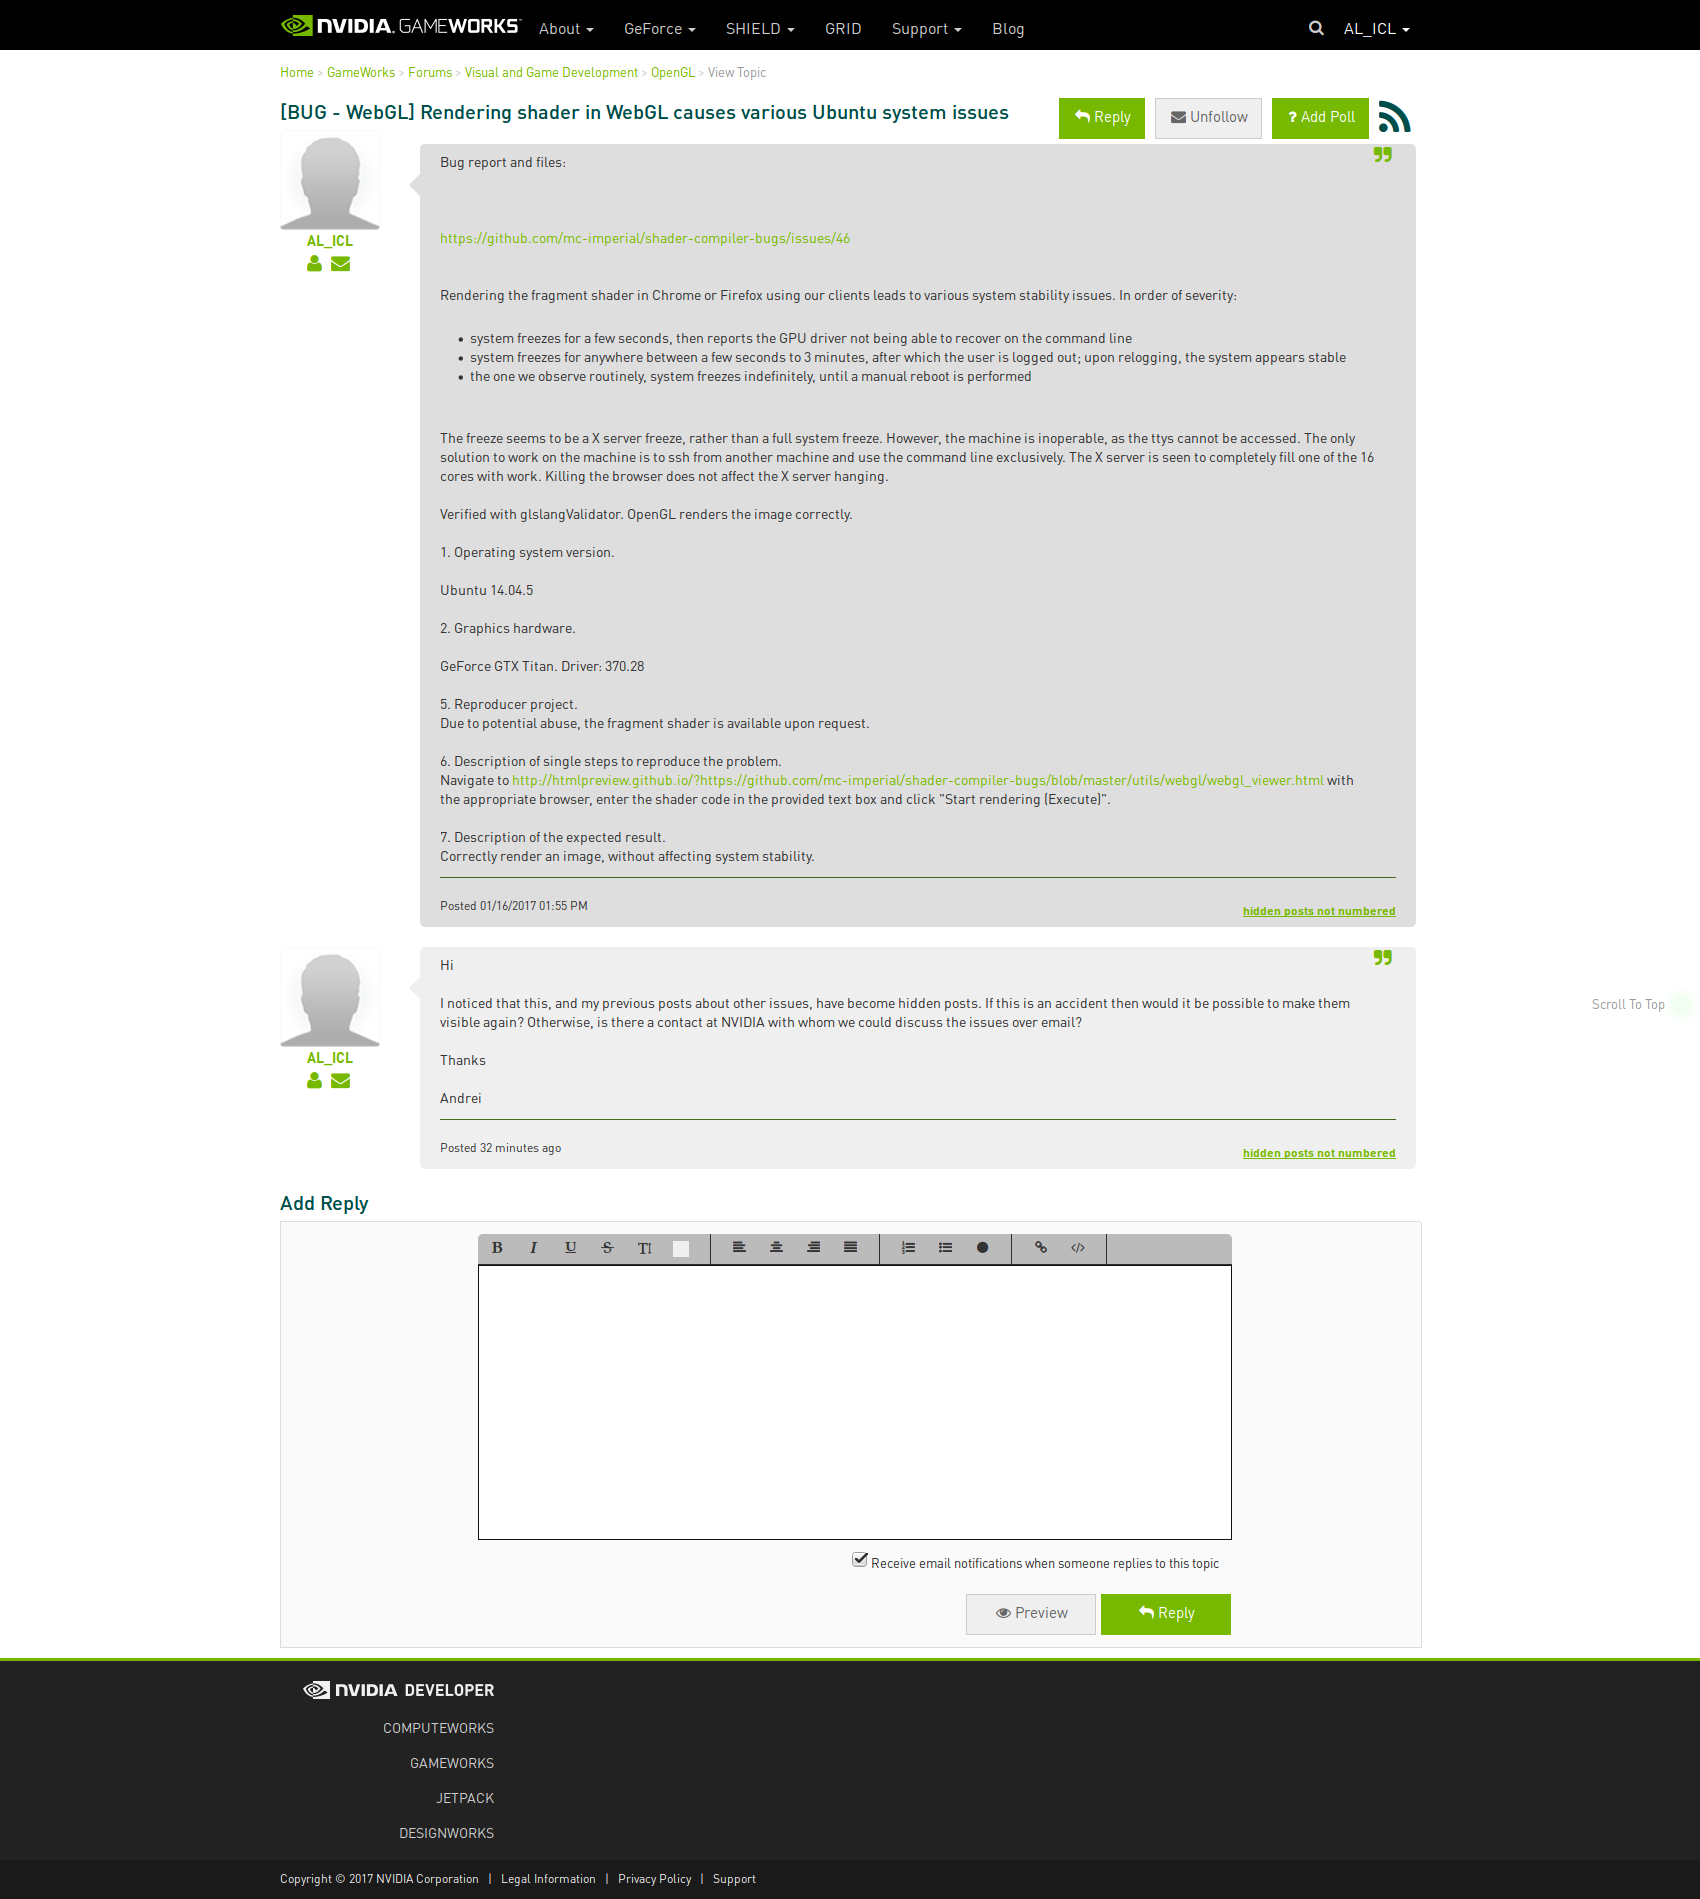 NVIDIA. GAMEWORKS About GeForce SHIELD GRID Support Blog AL_ICL
Home > GameWorks > Forums > Visual and Game Development > OpenGL > View Topic
[BUG - WebGL] Rendering shader in WebGL causes various Ubuntu system issues
Reply Unfollow ? Add Poll
AL_ICL
Bug report and files:
https://github.com/mc-imperial/shader-compiler-bugs/issues/46
Rendering the fragment shader in Chrome or Firefox using our clients leads to various system stability issues. In order of severity:
• system freezes for a few seconds, then reports the GPU driver not being able to recover on the command line
• system freezes for anywhere between a few seconds to 3 minutes, after which the user is logged out; upon relogging, the system appears stable
• the one we observe routinely, system freezes indefinitely, until a manual reboot is performed
The freeze seems to be a X server freeze, rather than a full system freeze. However, the machine is inoperable, as the ttys cannot be accessed. The only
solution to work on the machine is to ssh from another machine and use the command line exclusively. The X server is seen to completely fill one of the 16
cores with work. Killing the browser does not affect the X server hanging.
Verified with glslangValidator. OpenGL renders the image correctly.
1. Operating system version.
Ubuntu 14.04.5
2. Graphics hardware.
GeForce GTX Titan. Driver: 370.28
5. Reproducer project.
Due to potential abuse, the fragment shader is available upon request.
6. Description of single steps to reproduce the problem.
Navigate to http://htmlpreview.github.io/?https://github.com/mc-imperial/shader-compiler-bugs/blob/master/utils/webgl/webgl_viewer.html with
the appropriate browser, enter the shader code in the provided text box and click "Start rendering (Execute)".
7. Description of the expected result.
Correctly render an image, without affecting system stability.
Posted 01/16/2017 01:55 PM
hidden posts not numbered
AL_ICL
Hi
I noticed that this, and my previous posts about other issues, have become hidden posts. If this is an accident then would it be possible to make them
visible again? Otherwise, is there a contact at NVIDIA with whom we could discuss the issues over email?
Thanks
Andrei
Posted 32 minutes ago
hidden posts not numbered
Scroll To Top
Add Reply
B I U S T!
Receive email notifications when someone replies to this topic
Preview Reply
NVIDIA DEVELOPER
COMPUTEWORKS
GAMEWORKS
JETPACK
DESIGNWORKS
Copyright © 2017 NVIDIA Corporation | Legal Information | Privacy Policy | Support